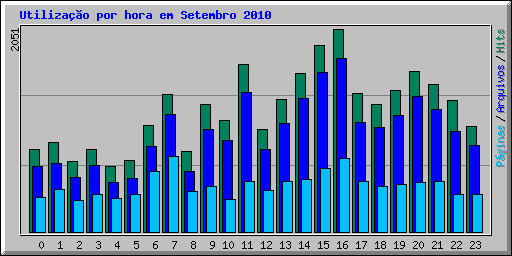 Utilização por hora em Setembro 2010
2051
Páginas / Arquivos / Hits
0 1 2 3 4 5 6 7 8 9 10 11 12 13 14 15 16 17 18 19 20 21 22 23